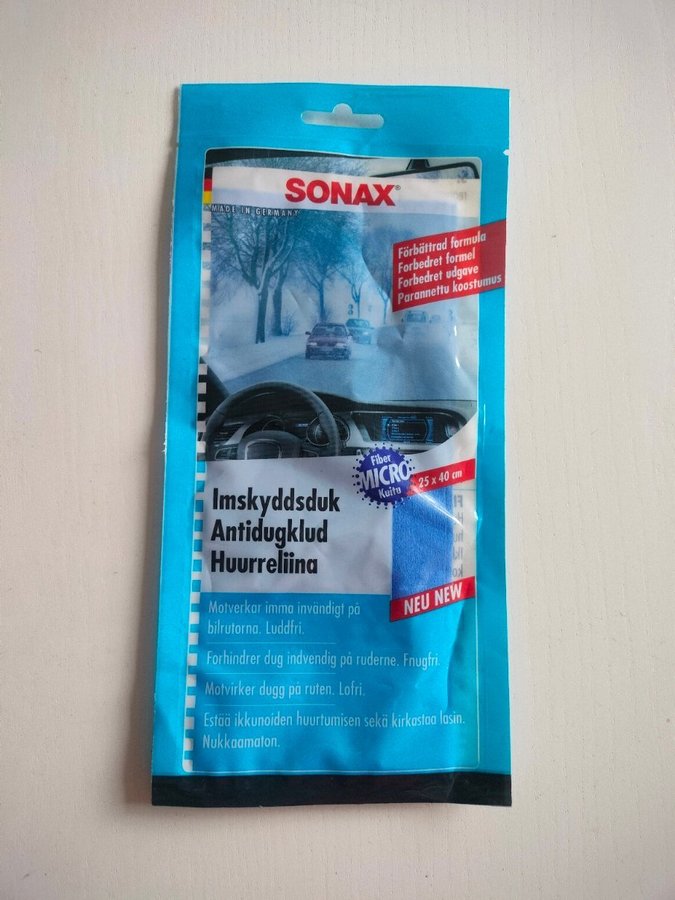 SONAX®
MADE IN GERMANY
Förbättrad formula
Forbedret formel
Forbedret udgave
Parannettu koostumus
Fiber
MICRO
Kuitu
25 x 40 cm
Imskyddsduk
Antidugklud
Huurreliina
NEU NEW
Motverkar imma invändigt på
bilrutorna. Luddfri.
Forhindrer dug indvendig på ruderne. Fnugfri.
Motvirker dugg på ruten. Lofri.
Estää ikkunoiden huurtumisen sekä kirkastaa lasin.
Nukkaamaton.